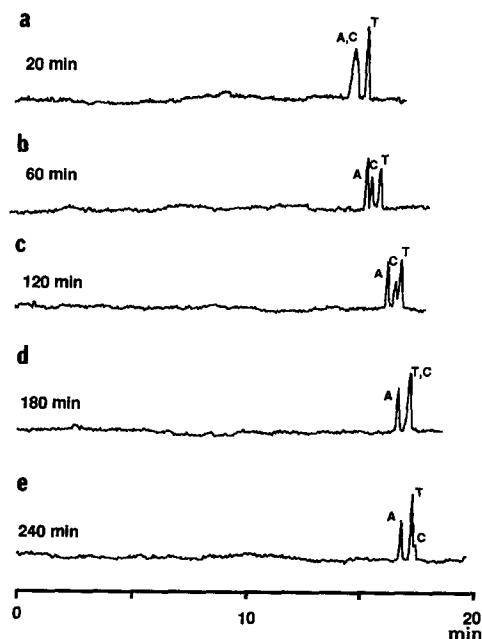 a
A,C
T
20 min
b
A C T
60 min
c
A C T
120 min
d
A T,C
180 min
e
A T C
240 min
0 10 20
min